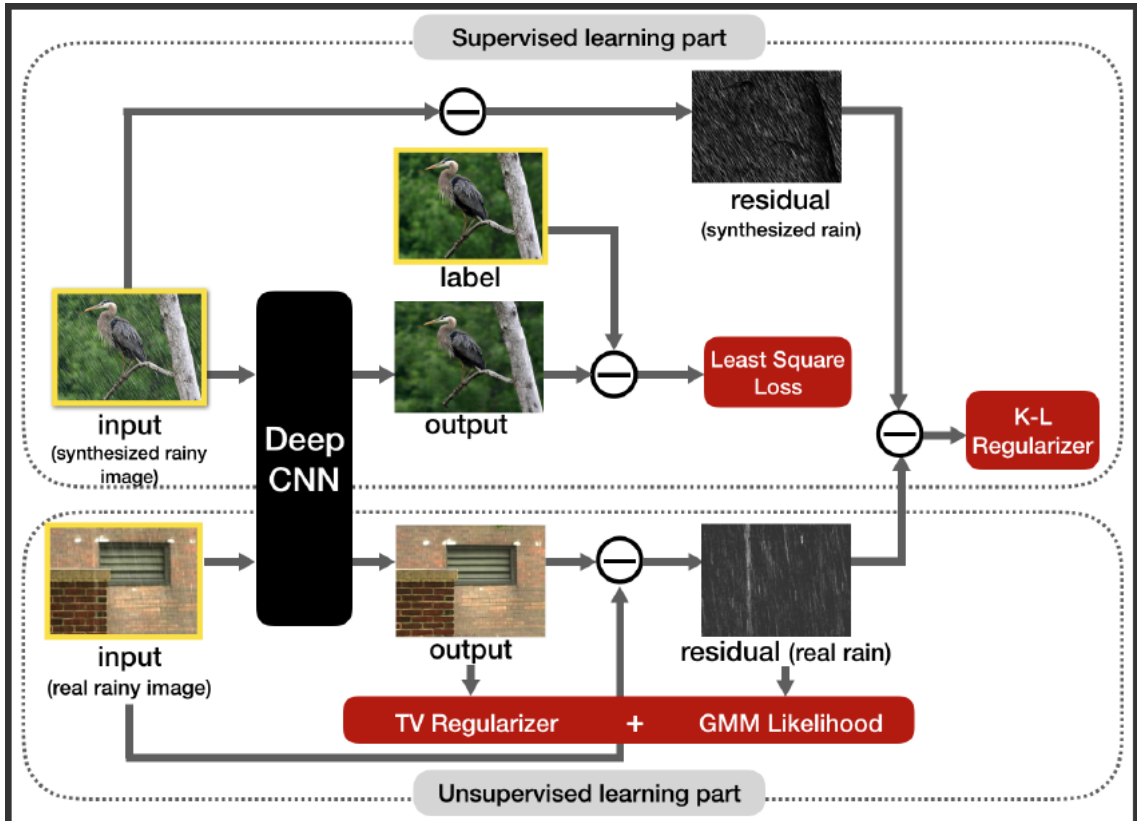 Supervised learning part
residual
(synthesized rain)
label
input
(synthesized rainy
image)
Deep
CNN
output
Least Square
Loss
K-L
Regularizer
input
(real rainy image)
output
residual (real rain)
TV Regularizer + GMM Likelihood
Unsupervised learning part